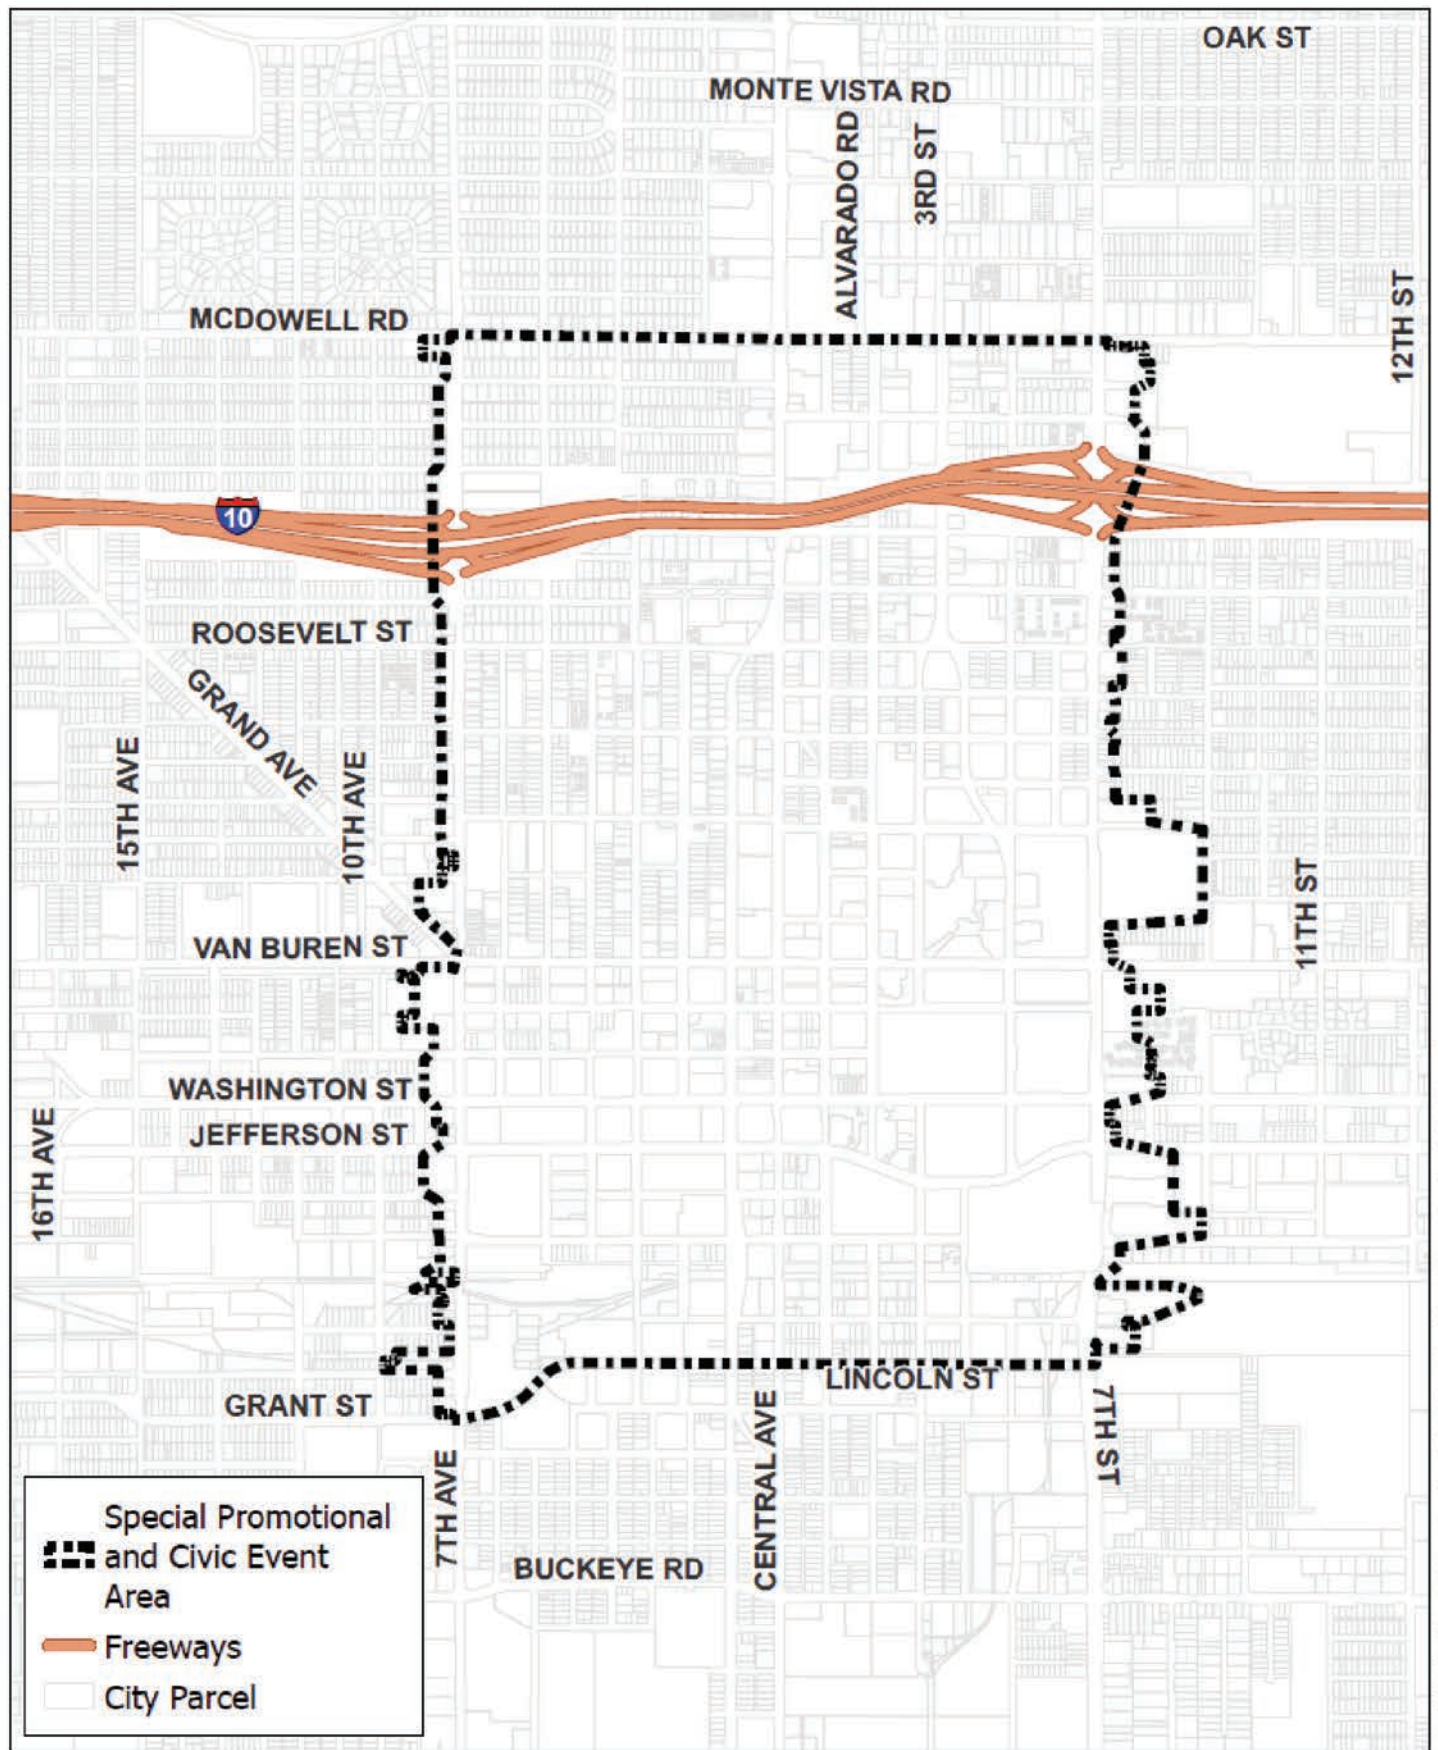 OAK ST
MONTE VISTA RD
ALVARADO RD
3RD ST
12TH ST
MCDOWELL RD
10
ROOSEVELT ST
GRAND AVE
15TH AVE
10TH AVE
11TH ST
VAN BUREN ST
WASHINGTON ST
JEFFERSON ST
16TH AVE
LINCOLN ST
GRANT ST
7TH AVE
CENTRAL AVE
7TH ST
BUCKEYE RD
Special Promotional
and Civic Event
Area
Freeways
City Parcel